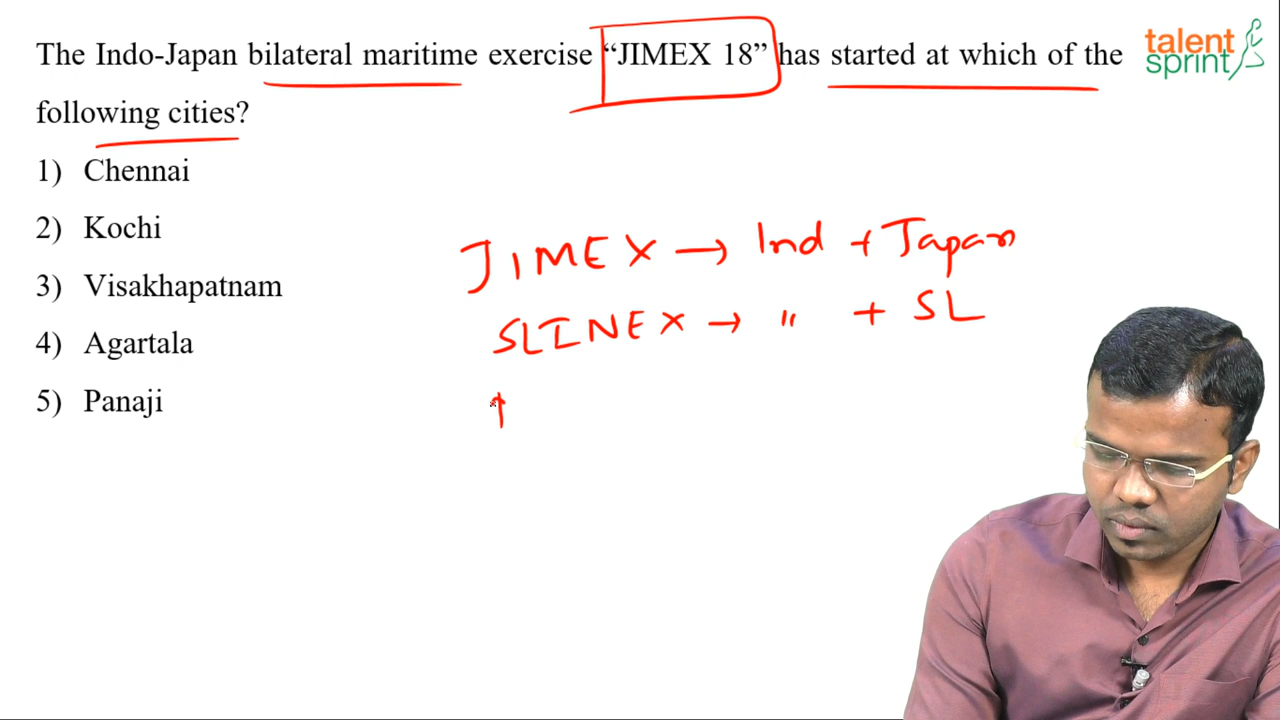 The Indo-Japan bilateral maritime exercise “JIMEX 18” has started at which of the
following cities?
1) Chennai
2) Kochi
3) Visakhapatnam
4) Agartala
5) Panaji
talent
sprint
JIMEX → Ind + Japan
SLINEX → " + SL